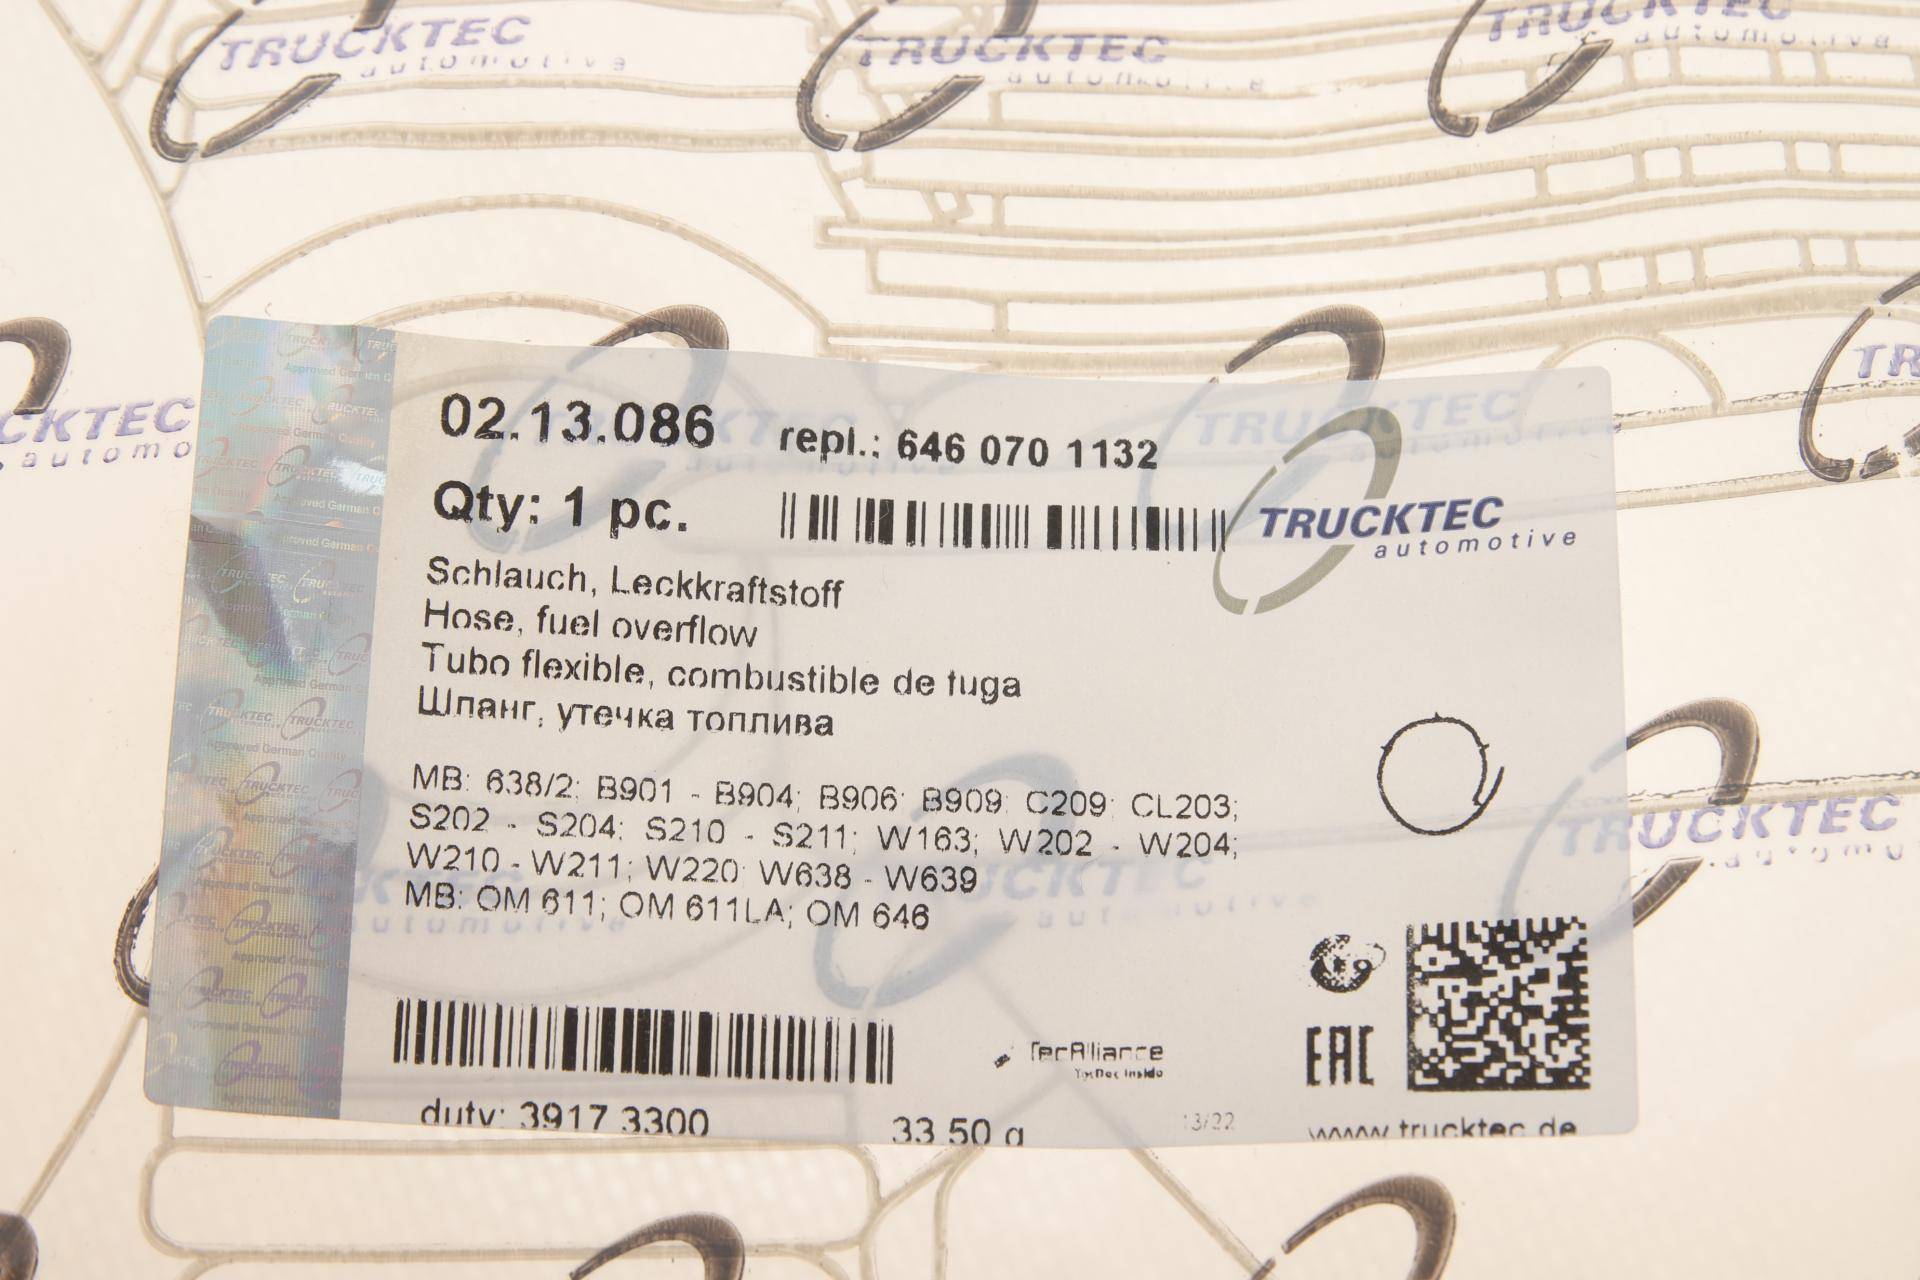 TRUCKTEC
automotive
TRUCKTEC
automotive
TRUCKTEC
automotive
02.13.086
repl.: 646 070 1132
Qty: 1 pc.
TRUCKTEC
automotive
Schlauch, Leckkraftstoff
Hose, fuel overflow
Tubo flexible, combustible de fuga
Шланг, утечка топлива
MB: 638/2; B901 - B904; B906; B909; C209; CL203;
S202 - S204; S210 - S211; W163; W202 - W204;
W210 - W211; W220; W638 - W639
MB: OM 611; OM 611LA; OM 646
TRUCKTEC
TecAlliance
TecDoc Inside
EAC
duty: 3917 3300
33.50 g
13/22
www.trucktec.de